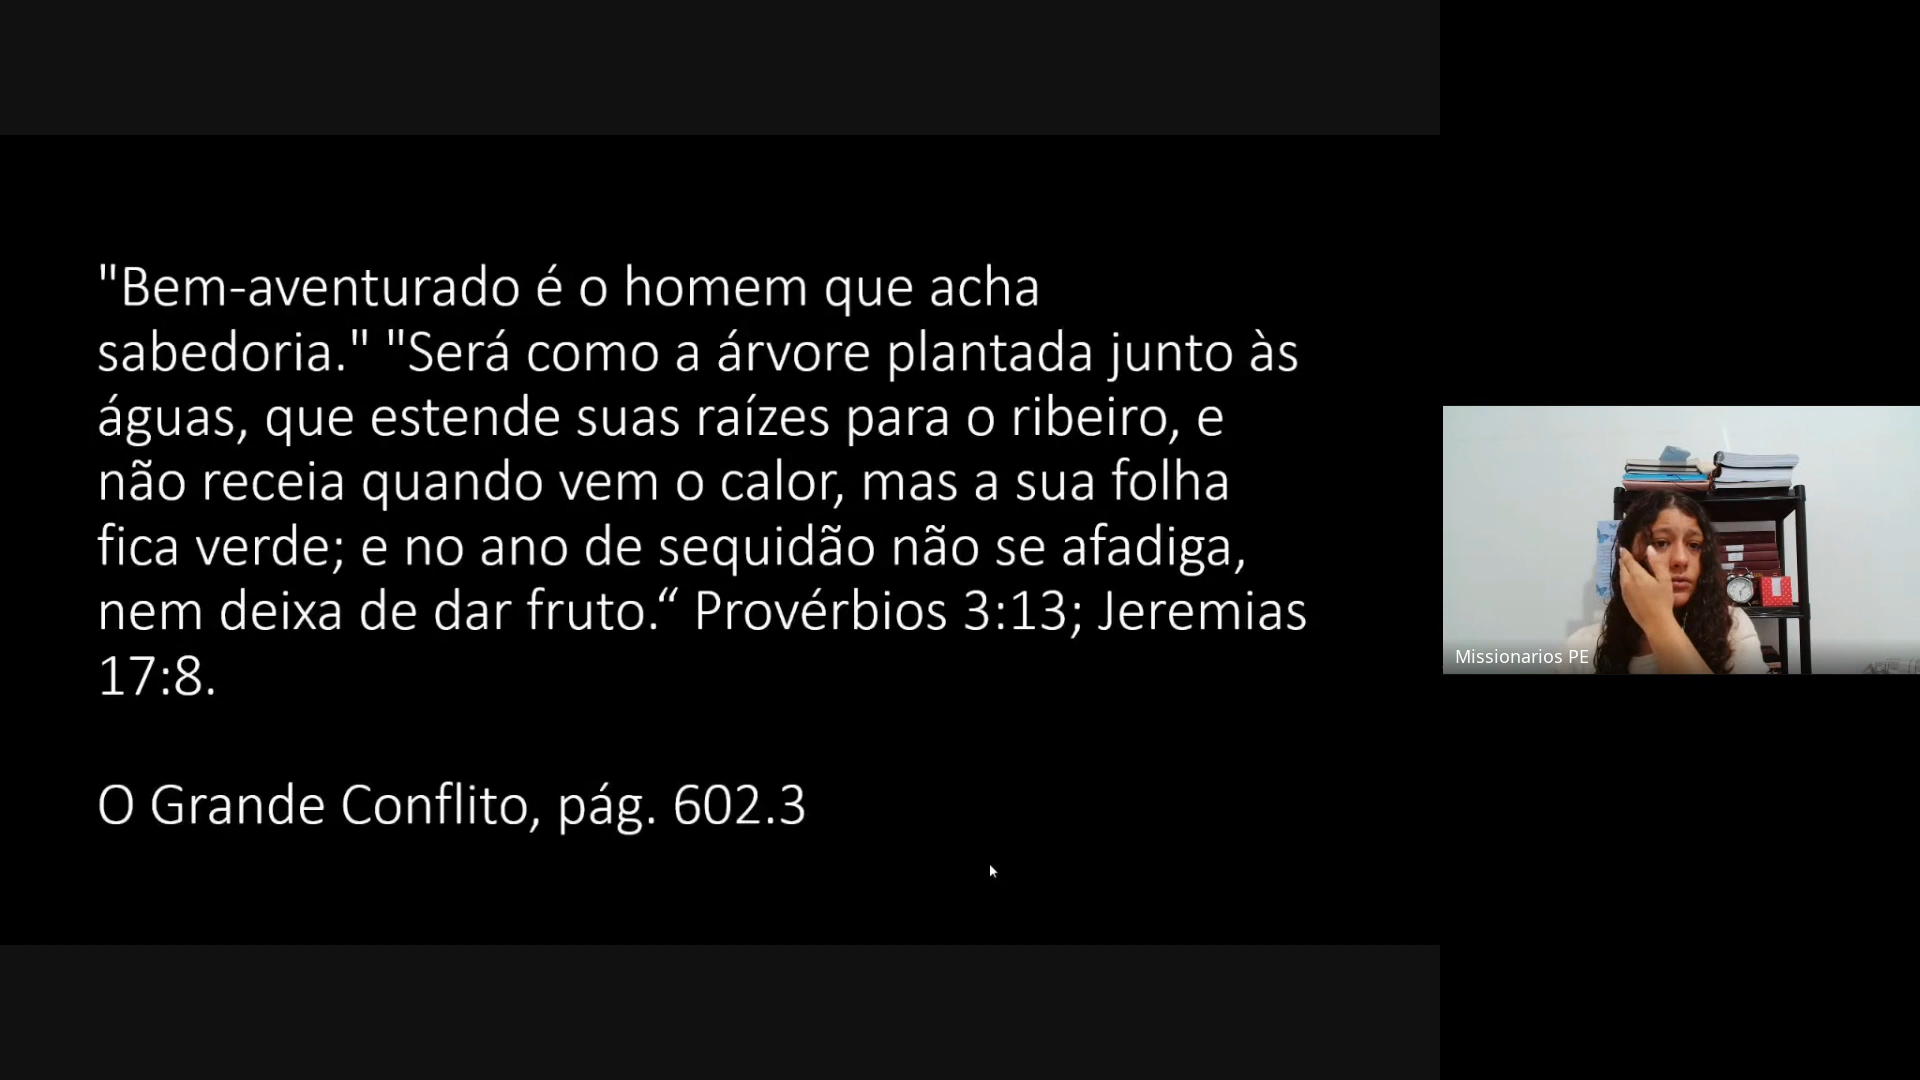 "Bem-aventurado é o homem que acha
sabedoria." "Será como a árvore plantada junto às
águas, que estende suas raízes para o ribeiro, e
não receia quando vem o calor, mas a sua folha
fica verde; e no ano de sequidão não se afadiga,
nem deixa de dar fruto.“ Provérbios 3:13; Jeremias
17:8.
O Grande Conflito, pág. 602.3
Missionarios PE